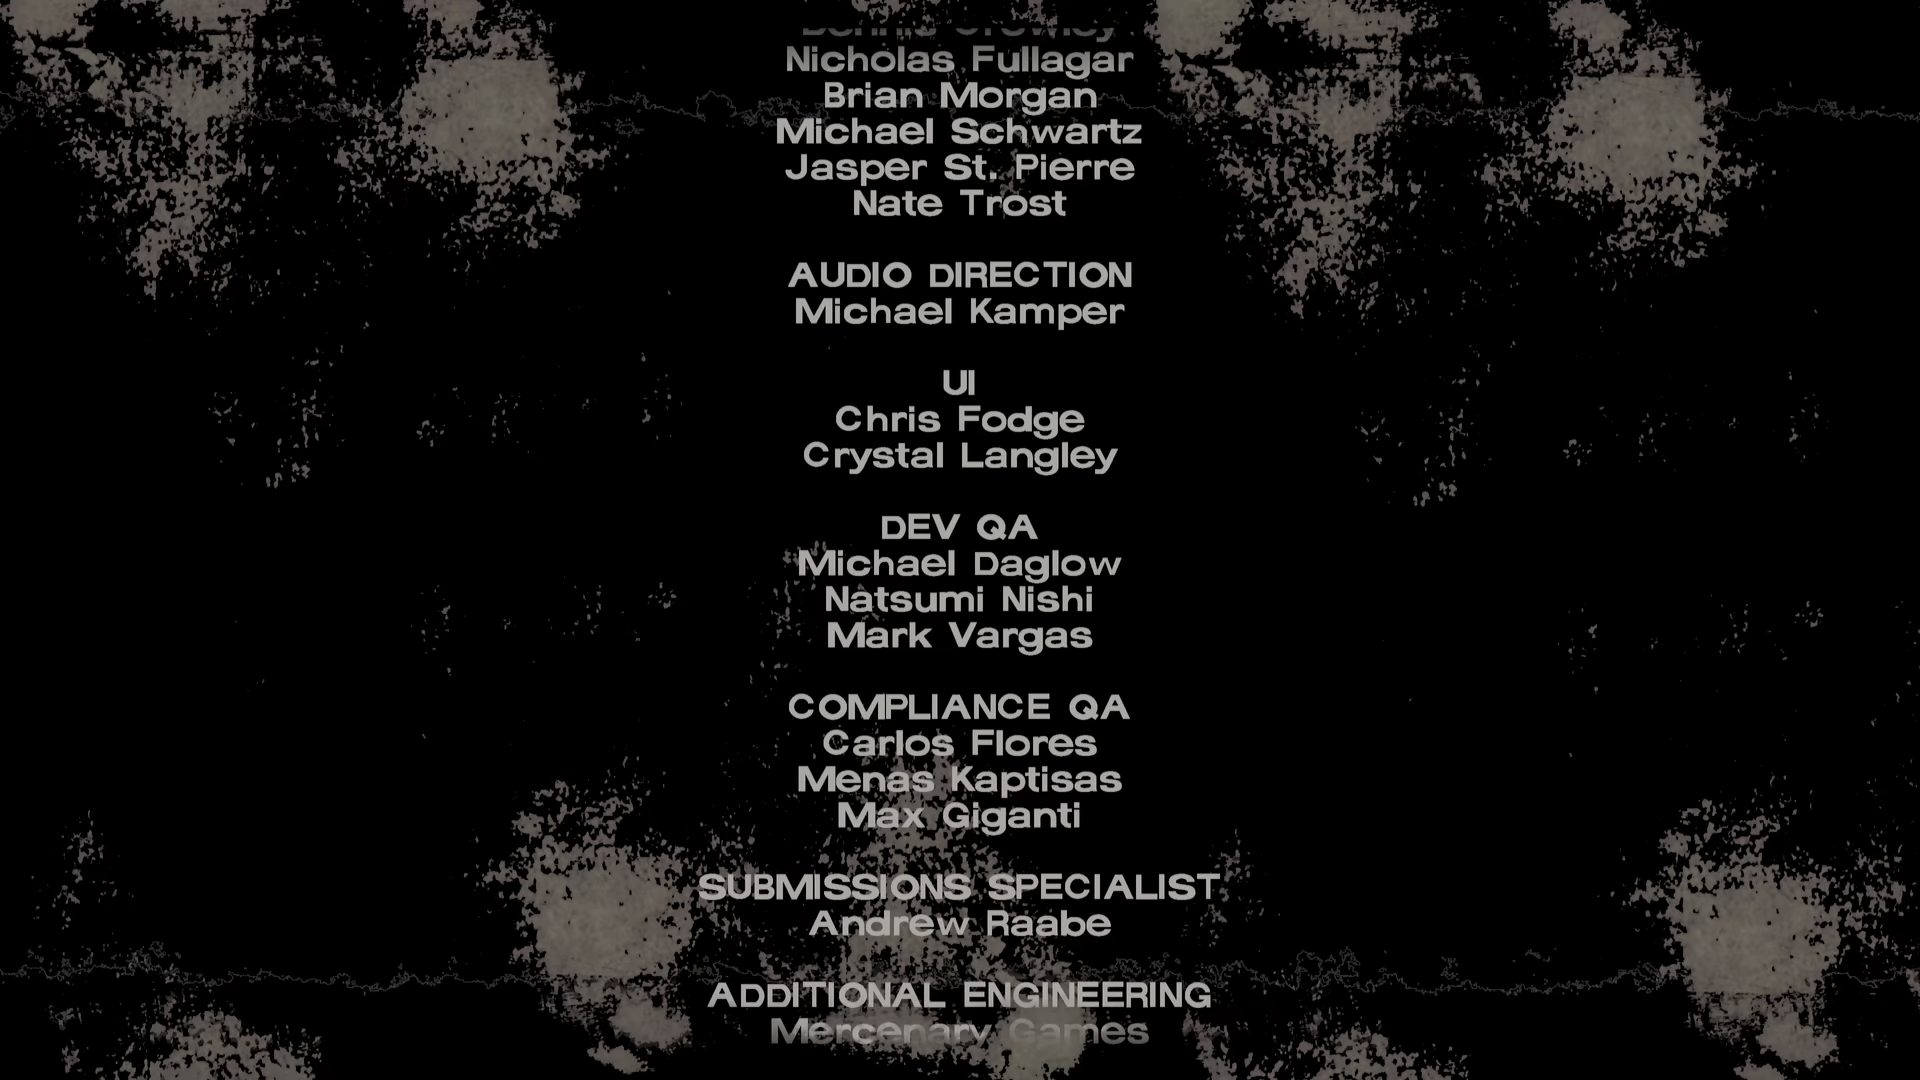 Nicholas Fullagar
Brian Morgan
Michael Schwartz
Jasper St. Pierre
Nate Trost
AUDIO DIRECTION
Michael Kamper
UI
Chris Fodge
Crystal Langley
DEV QA
Michael Daglow
Natsumi Nishi
Mark Vargas
COMPLIANCE QA
Carlos Flores
Menas Kaptisas
Max Giganti
SUBMISSIONS SPECIALIST
Andrew Raabe
ADDITIONAL ENGINEERING
Mercenary Games